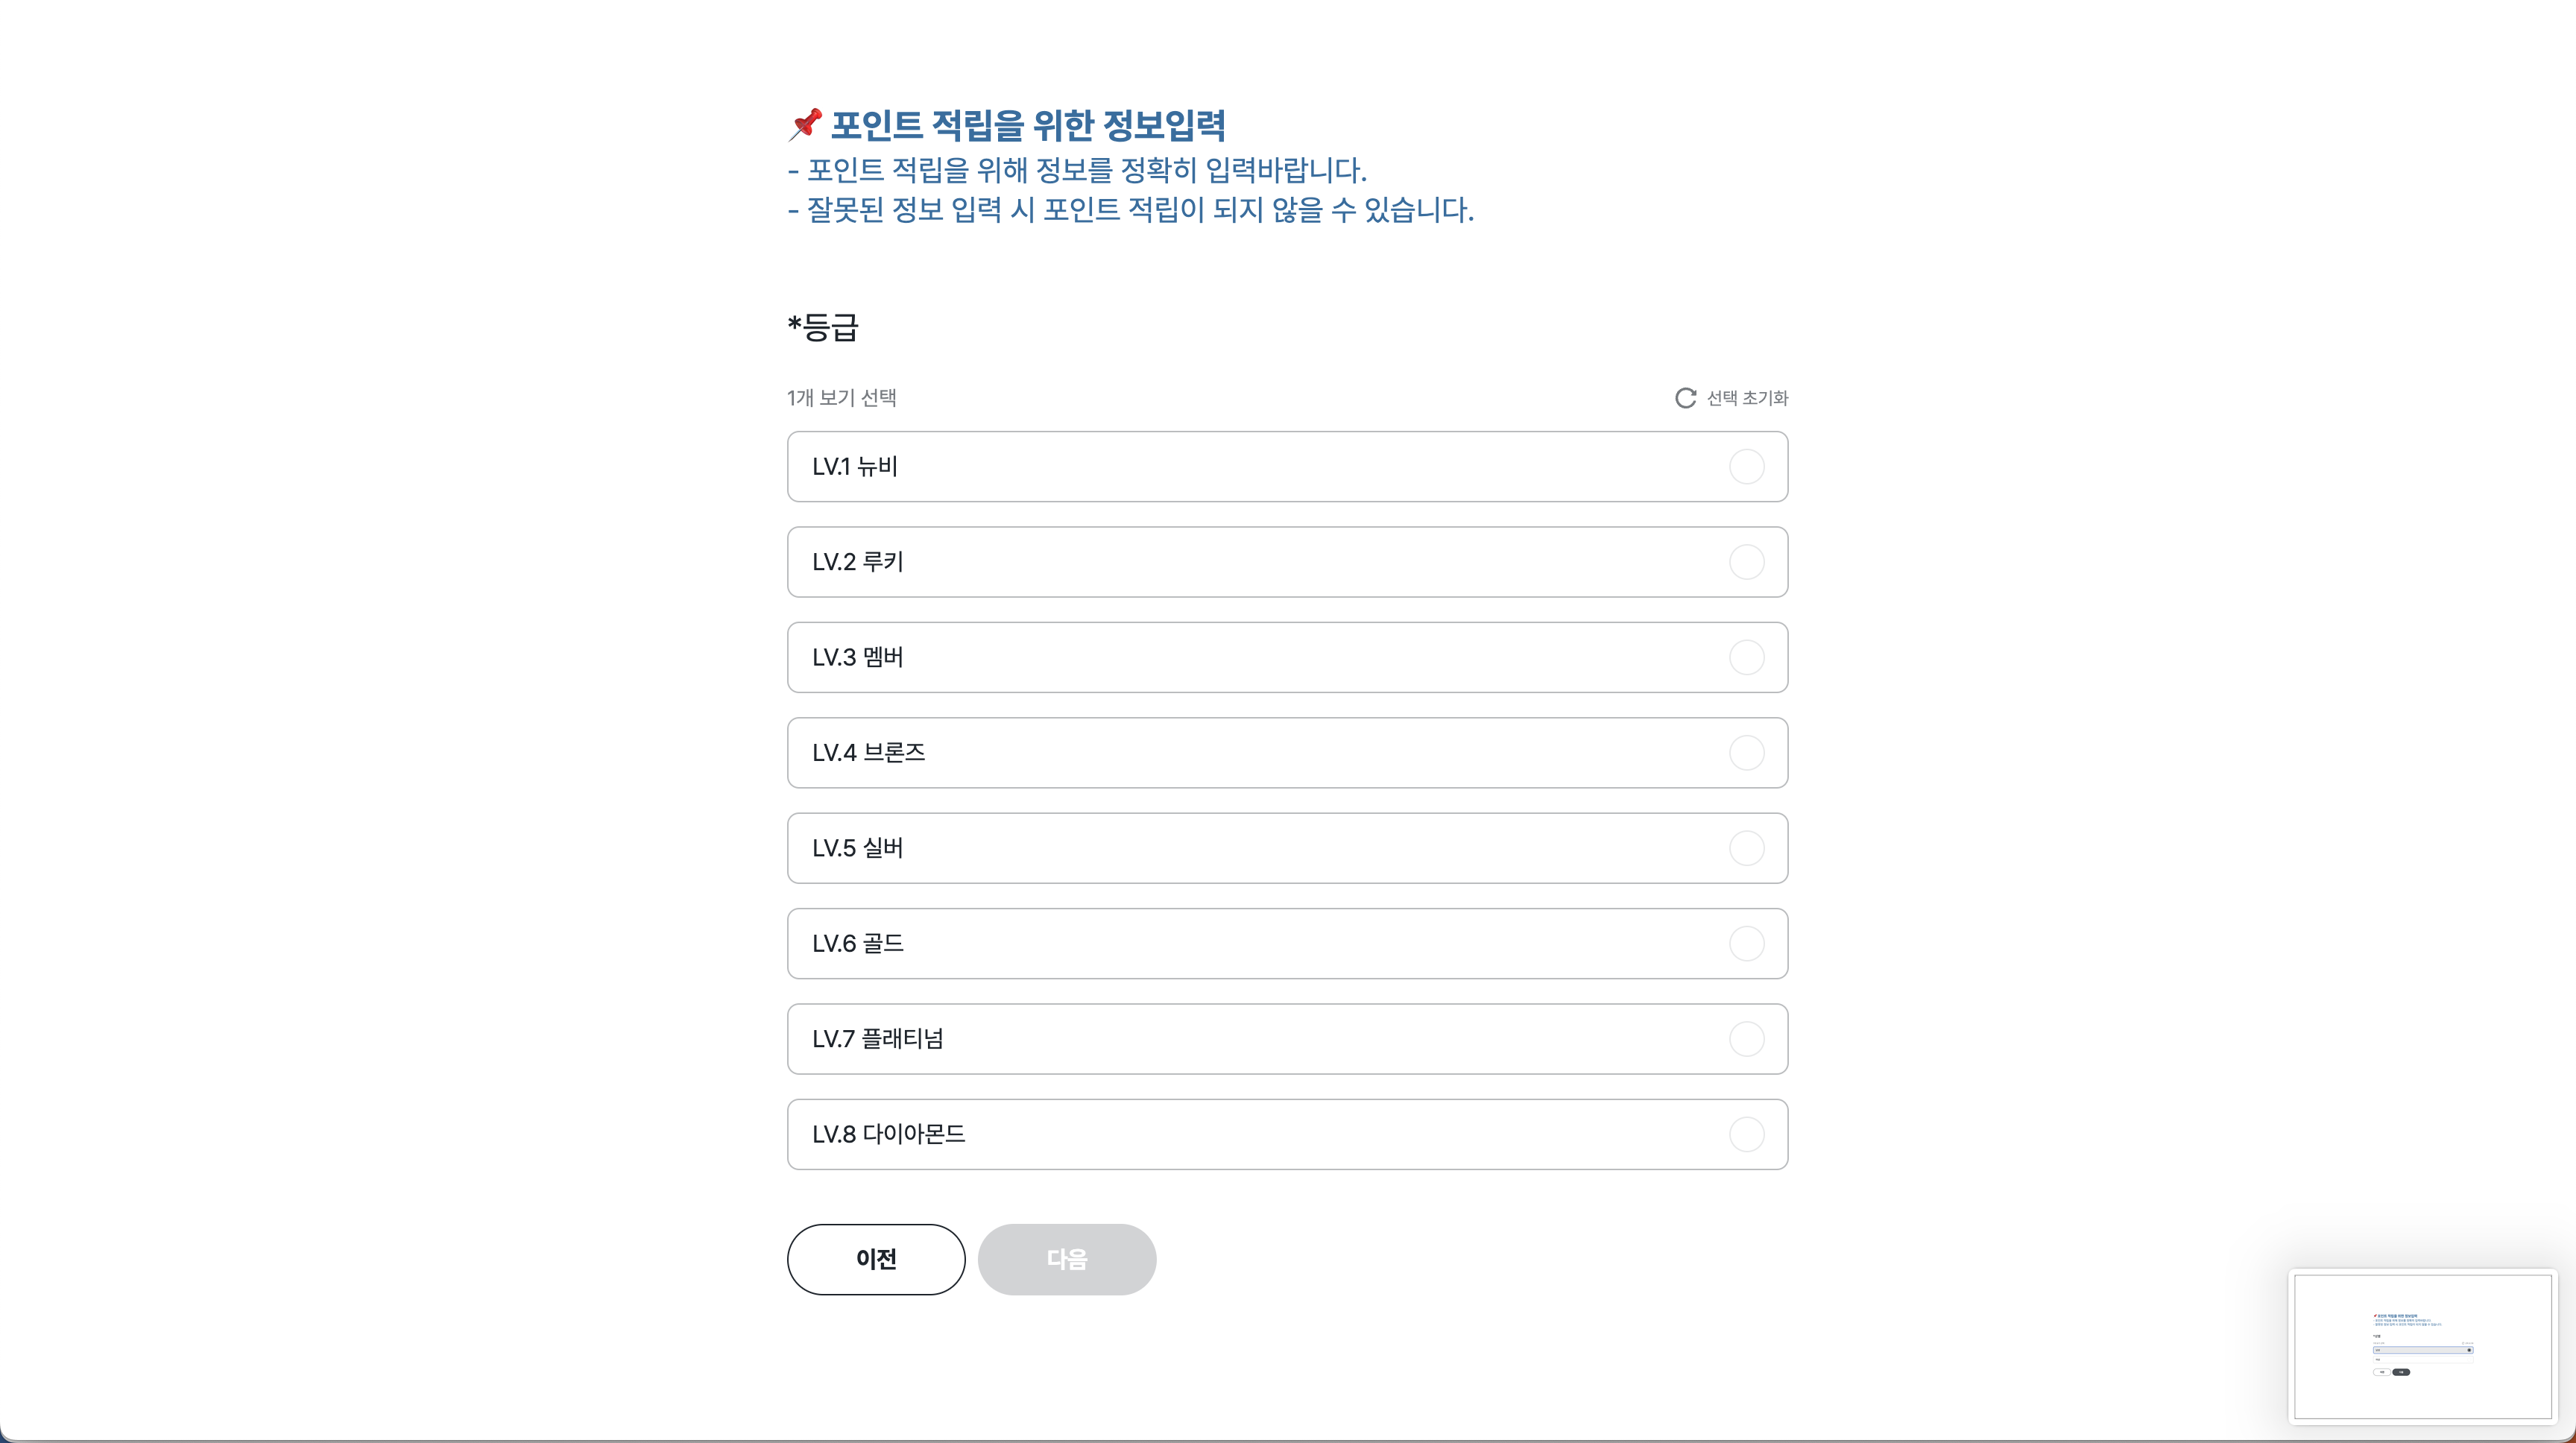 📌 포인트 적립을 위한 정보입력
- 포인트 적립을 위해 정보를 정확히 입력바랍니다.
- 잘못된 정보 입력 시 포인트 적립이 되지 않을 수 있습니다.
*등급
1개 보기 선택
선택 초기화
LV.1 뉴비
LV.2 루키
LV.3 멤버
LV.4 브론즈
LV.5 실버
LV.6 골드
LV.7 플래티넘
LV.8 다이아몬드
이전
다음